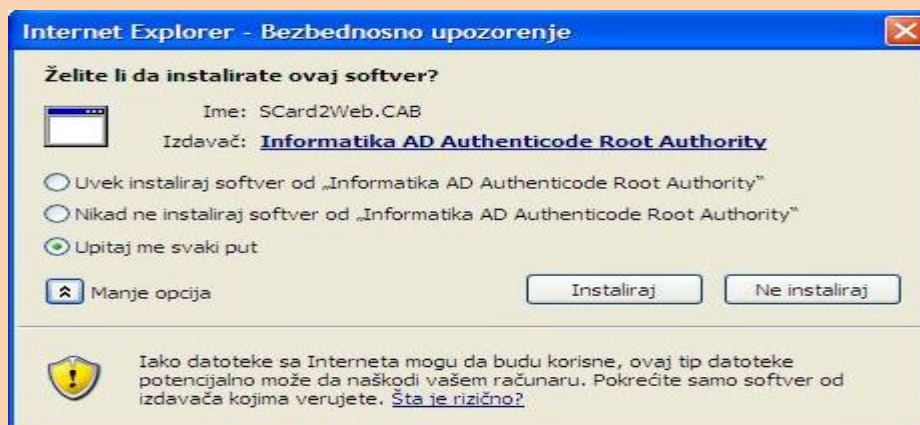 Internet Explorer - Bezbednosno upozorenje
Želite li da instalirate ovaj softver?
Ime: SCard2Web.CAB
Izdavač: Informatika AD Authenticode Root Authority
Uvek instaliraj softver od „Informatika AD Authenticode Root Authority“
Nikad ne instaliraj softver od „Informatika AD Authenticode Root Authority“
Upitaj me svaki put
Manje opcija Instaliraj Ne instaliraj
Iako datoteke sa Interneta mogu da budu korisne, ovaj tip datoteke
potencijalno može da naškodi vašem računaru. Pokrećite samo softver od
izdavača kojima verujete. Šta je rizično?